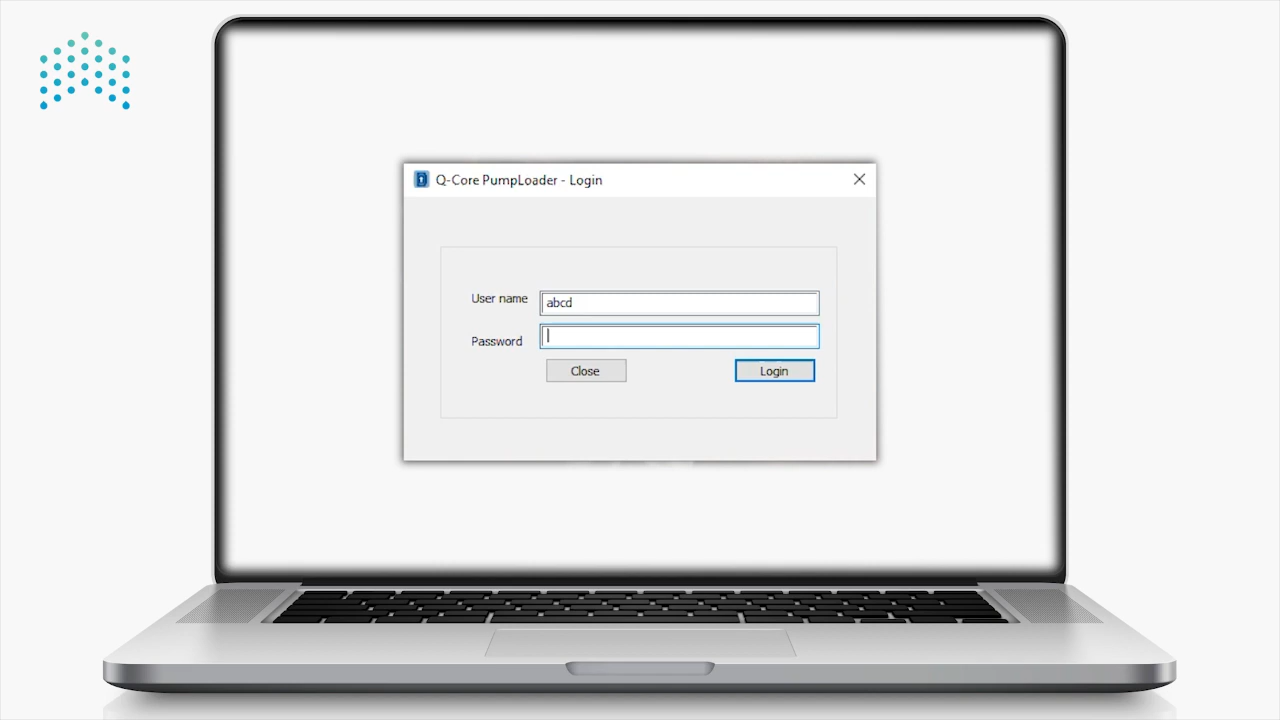 Q-Core PumpLoader - Login
User name
abcd
Password
Close
Login